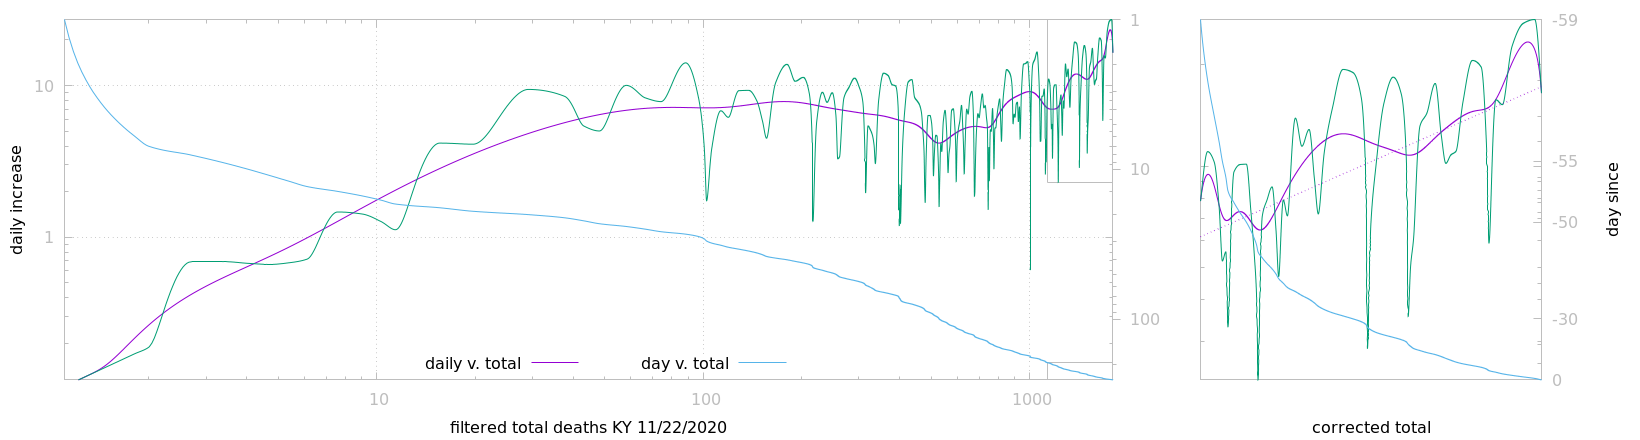 1
-59
10
daily increase
-55
10
day since
1
-50
100
-30
daily v. total
day v. total
0
10
100
1000
filtered total deaths KY 11/22/2020
corrected total